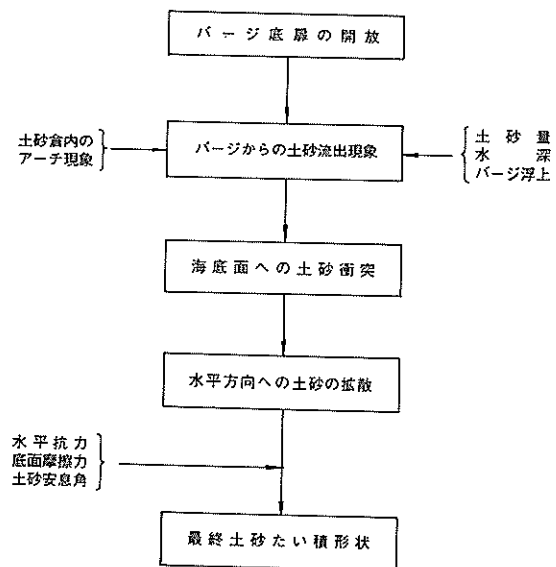 バージ底扉の開放
土砂倉内の
アーチ現象
バージからの土砂流出現象
土砂量
水深
バージ浮上
海底面への土砂衝突
水平方向への土砂の拡散
水平抗力
底面摩擦力
土砂安息角
最終土砂たい積形状